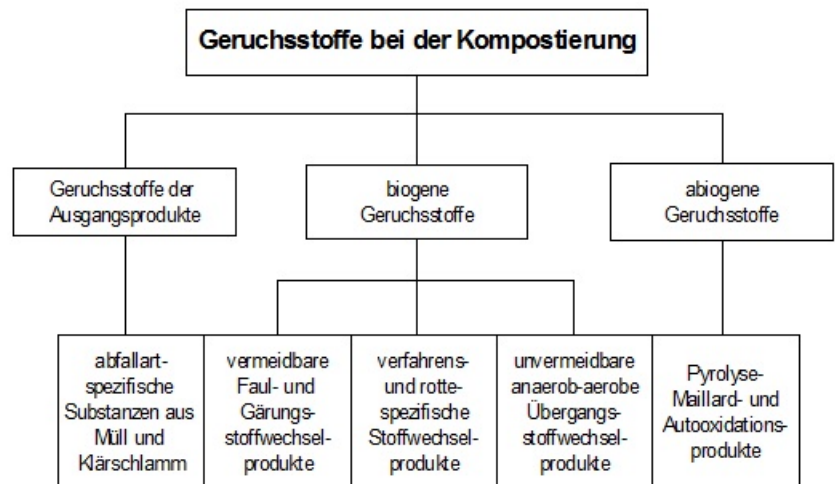 Geruchsstoffe bei der Kompostierung
Geruchsstoffe der
Ausgangsprodukte
biogene
Geruchsstoffe
abiogene
Geruchsstoffe
abfallart-
spezifische
Substanzen aus
Müll und
Klärschlamm
vermeidbare
Faul- und
Gärungs-
stoffwechsel-
produkte
verfahrens-
und rotte-
spezifische
Stoffwechsel-
produkte
unvermeidbare
anaerob-aerobe
Übergangs-
stoffwechsel-
produkte
Pyrolyse-
Maillard- und
Autooxidations-
produkte